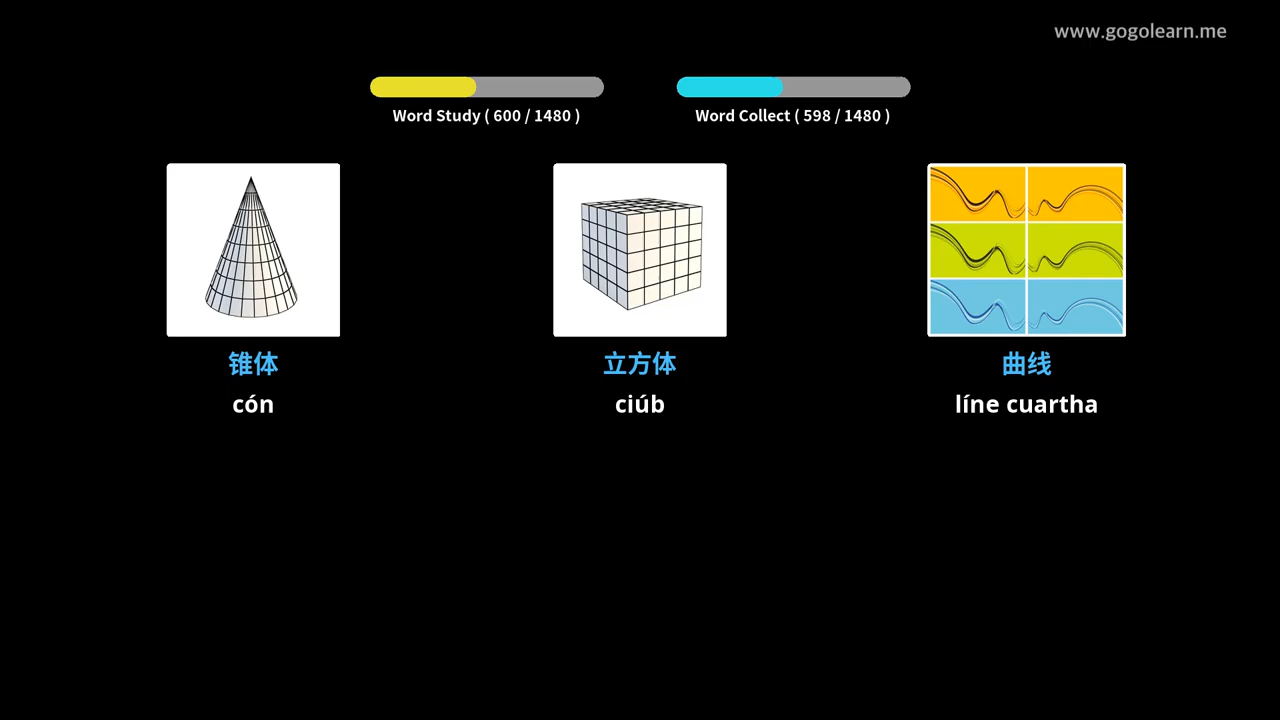 www.gogolearn.me
Word Study ( 600 / 1480 )
Word Collect ( 598 / 1480 )
锥体
立方体
曲线
cón
ciúb
líne cuartha